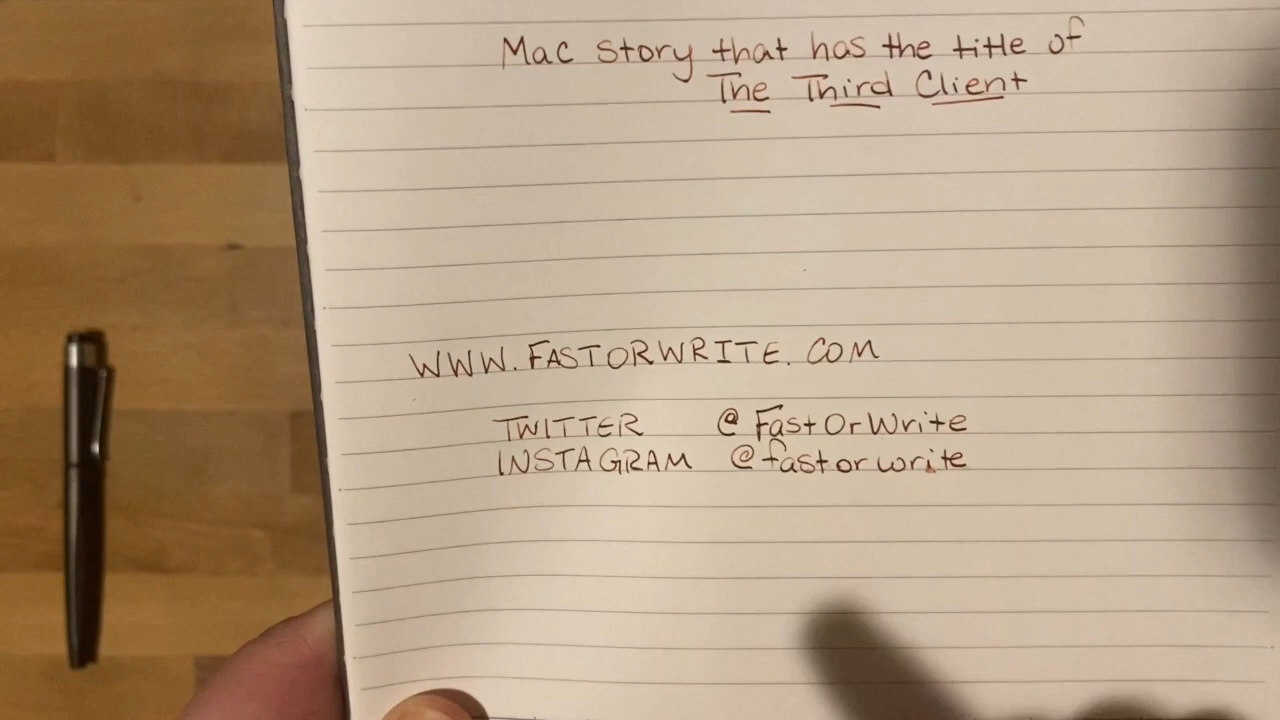 Mac Story that has the title of
The Third Client
WWW.FASTORWRITE.COM
TWITTER @FastOrWrite
INSTAGRAM @fastorwrite